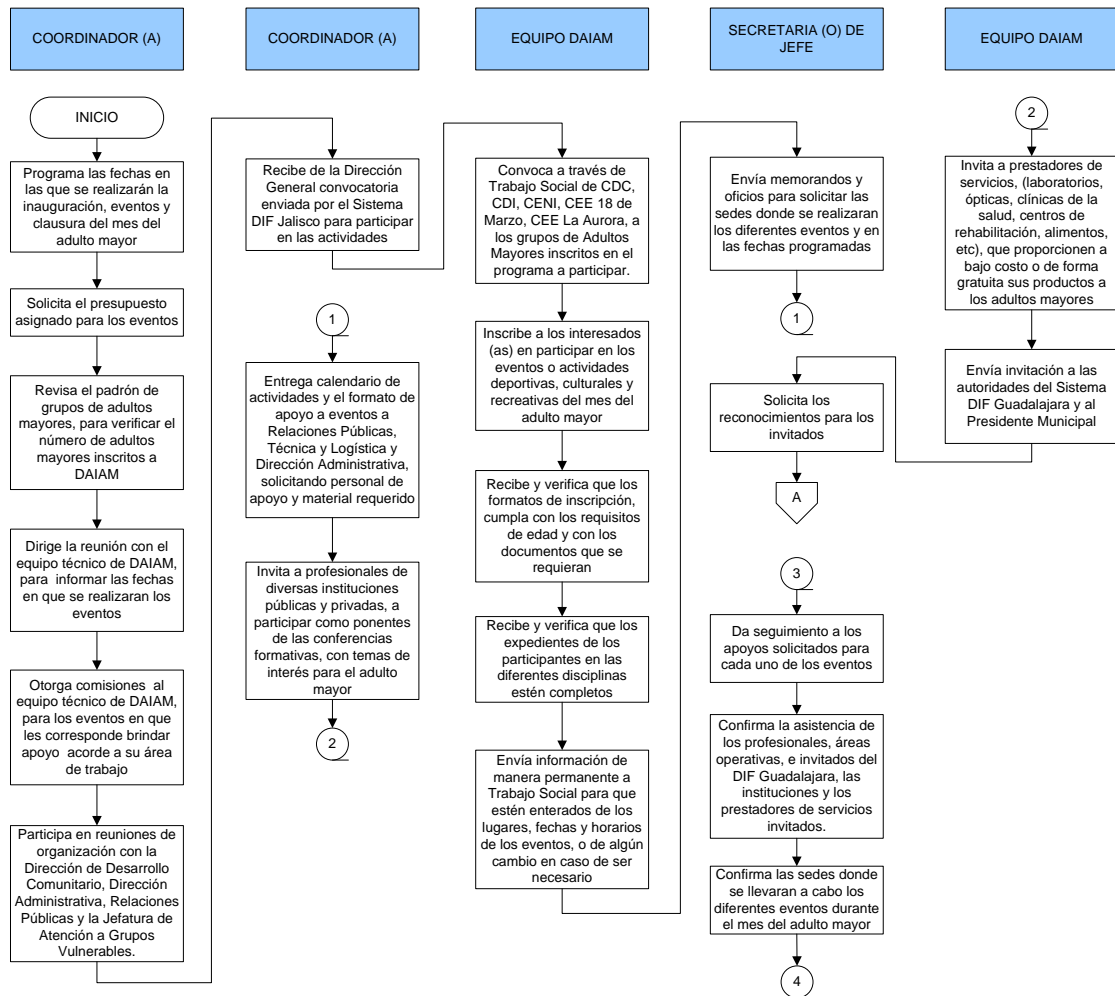 COORDINADOR (A)
INICIO
Programa las fechas en
las que se realizarán la
inauguración, eventos y
clausura del mes del
adulto mayor
Solicita el presupuesto
asignado para los eventos
Revisa el padrón de
grupos de adultos
mayores, para verificar el
número de adultos
mayores inscritos a
DAIAM
Dirige la reunión con el
equipo técnico de DAIAM,
para informar las fechas
en que se realizaran los
eventos
Otorga comisiones al
equipo técnico de DAIAM,
para los eventos en que
les corresponde brindar
apoyo acorde a su área
de trabajo
Participa en reuniones de
organización con la
Dirección de Desarrollo
Comunitario, Dirección
Administrativa, Relaciones
Públicas y la Jefatura de
Atención a Grupos
Vulnerables.
COORDINADOR (A)
Recibe de la Dirección
General convocatoria
enviada por el Sistema
DIF Jalisco para participar
en las actividades
1
Entrega calendario de
actividades y el formato de
apoyo a eventos a
Relaciones Públicas,
Técnica y Logística y
Dirección Administrativa,
solicitando personal de
apoyo y material requerido
Invita a profesionales de
diversas instituciones
públicas y privadas, a
participar como ponentes
de las conferencias
formativas, con temas de
interés para el adulto
mayor
2
EQUIPO DAIAM
Convoca a través de
Trabajo Social de CDC,
CDI, CENI, CEE 18 de
Marzo, CEE La Aurora, a
los grupos de Adultos
Mayores inscritos en el
programa a participar.
Inscribe a los interesados
(as) en participar en los
eventos o actividades
deportivas, culturales y
recreativas del mes del
adulto mayor
Recibe y verifica que los
formatos de inscripción,
cumpla con los requisitos
de edad y con los
documentos que se
requieran
Recibe y verifica que los
expedientes de los
participantes en las
diferentes disciplinas
estén completos
Envía información de
manera permanente a
Trabajo Social para que
estén enterados de los
lugares, fechas y horarios
de los eventos, o de algún
cambio en caso de ser
necesario
SECRETARIA (O) DE
JEFE
Envía memorandos y
oficios para solicitar las
sedes donde se realizaran
los diferentes eventos y en
las fechas programadas
1
Solicita los
reconocimientos para los
invitados
A
3
Da seguimiento a los
apoyos solicitados para
cada uno de los eventos
Confirma la asistencia de
los profesionales, áreas
operativas, e invitados del
DIF Guadalajara, las
instituciones y los
prestadores de servicios
invitados.
Confirma las sedes donde
se llevaran a cabo los
diferentes eventos durante
el mes del adulto mayor
4
EQUIPO DAIAM
2
Invita a prestadores de
servicios, (laboratorios,
ópticas, clínicas de la
salud, centros de
rehabilitación, alimentos,
etc), que proporcionen a
bajo costo o de forma
gratuita sus productos a
los adultos mayores
Envía invitación a las
autoridades del Sistema
DIF Guadalajara y al
Presidente Municipal